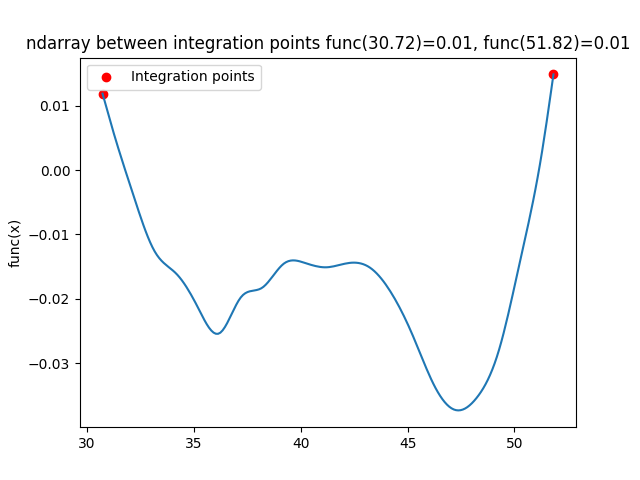 ndarray between integration points func(30.72)=0.01, func(51.82)=0.01
Integration points
0.01
0.00
−0.01
−0.02
−0.03
func(x)
30 35 40 45 50